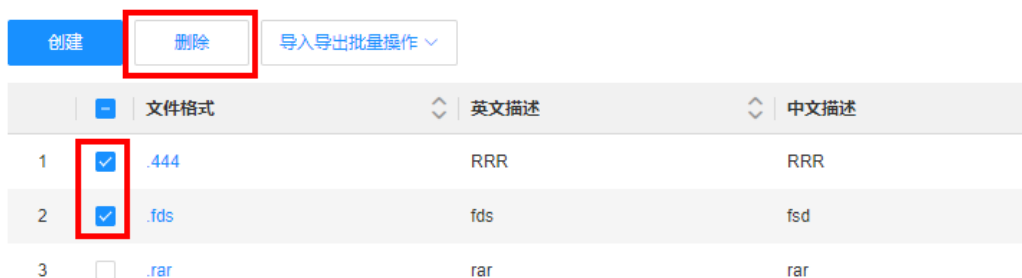 创建 删除 导入导出批量操作
文件格式 英文描述 中文描述
1 .444 RRR RRR
2 .fds fds fsd
3 .rar rar rar